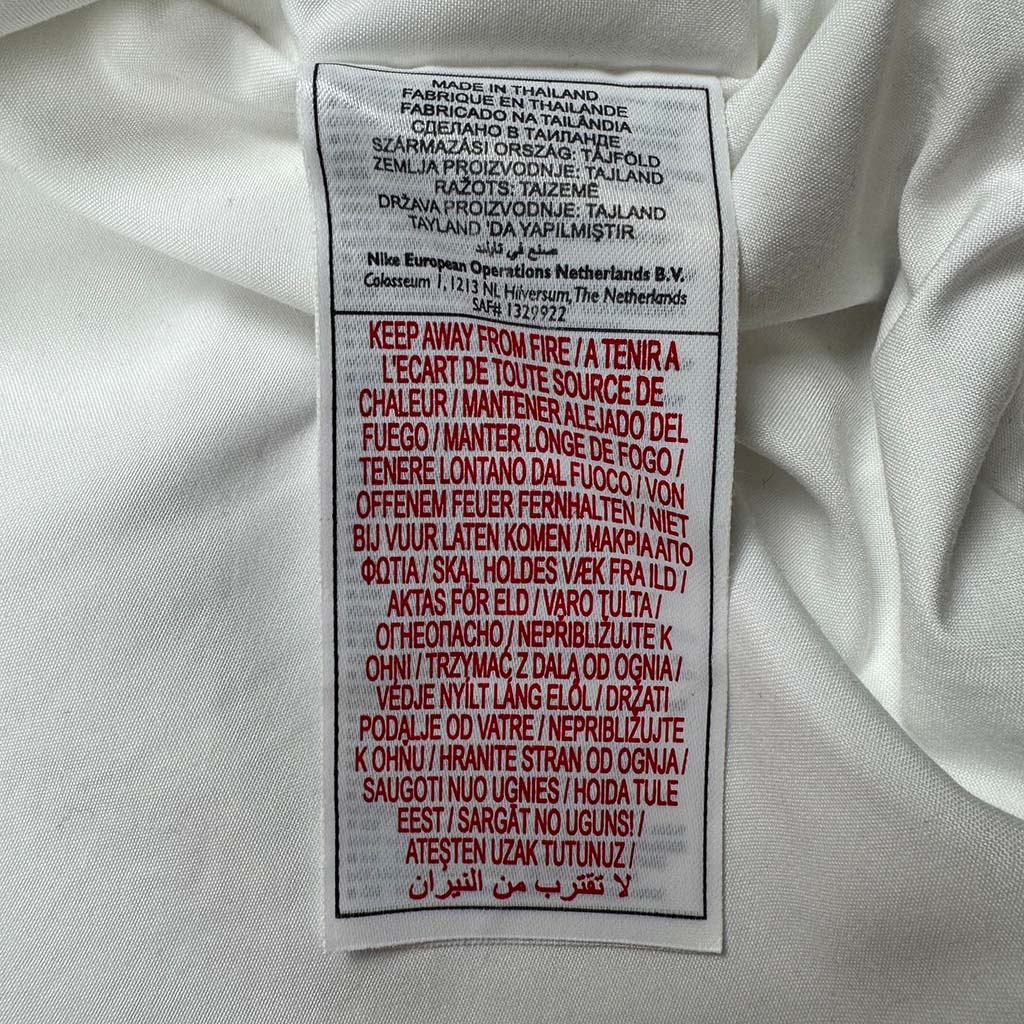 MADE IN THAILAND
FABRIQUE EN THAILANDE
FABRICADO NA TAILÂNDIA
СДЕЛАНО В ТАИЛАНДЕ
SZÁRMAZÁSI ORSZÁG: TÁJFÖLD
ZEMLJA PROIZVODNJE: TAJLAND
RAŽOTS: TAIZEME
DRŽAVA PROIZVODNJE: TAJLAND
TAYLAND 'DA YAPILMIŞTIR
صنع في تايلند
Nike European Operations Netherlands B.V.
Colosseum 1, 1213 NL Hilversum, The Netherlands
SAF# 1329922
KEEP AWAY FROM FIRE / A TENIR A
L'ECART DE TOUTE SOURCE DE
CHALEUR / MANTENER ALEJADO DEL
FUEGO / MANTER LONGE DE FOGO /
TENERE LONTANO DAL FUOCO / VON
OFFENEM FEUER FERNHALTEN / NIET
BIJ VUUR LATEN KOMEN / ΜΑΚΡΙΑ ΑΠΟ
ΦΩΤΙΑ / SKAL HOLDES VÆK FRA ILD /
AKTAS FÖR ELD / VARO TULTA /
ОГНЕОПАСНО / NEPŘIBLIŽUJTE K
OHNI / TRZYMAĆ Z DALA OD OGNIA /
VÉDJE NYÍLT LÁNG ELŐL / DRŽATI
PODALJE OD VATRE / NEPRIBLIŽUJTE
K OHŇU / HRANITE STRAN OD OGNJA /
SAUGOTI NUO UGNIES / HOIDA TULE
EEST / SARGĀT NO UGUNS! /
ATEŞTEN UZAK TUTUNUZ /
لا تقترب من النيران